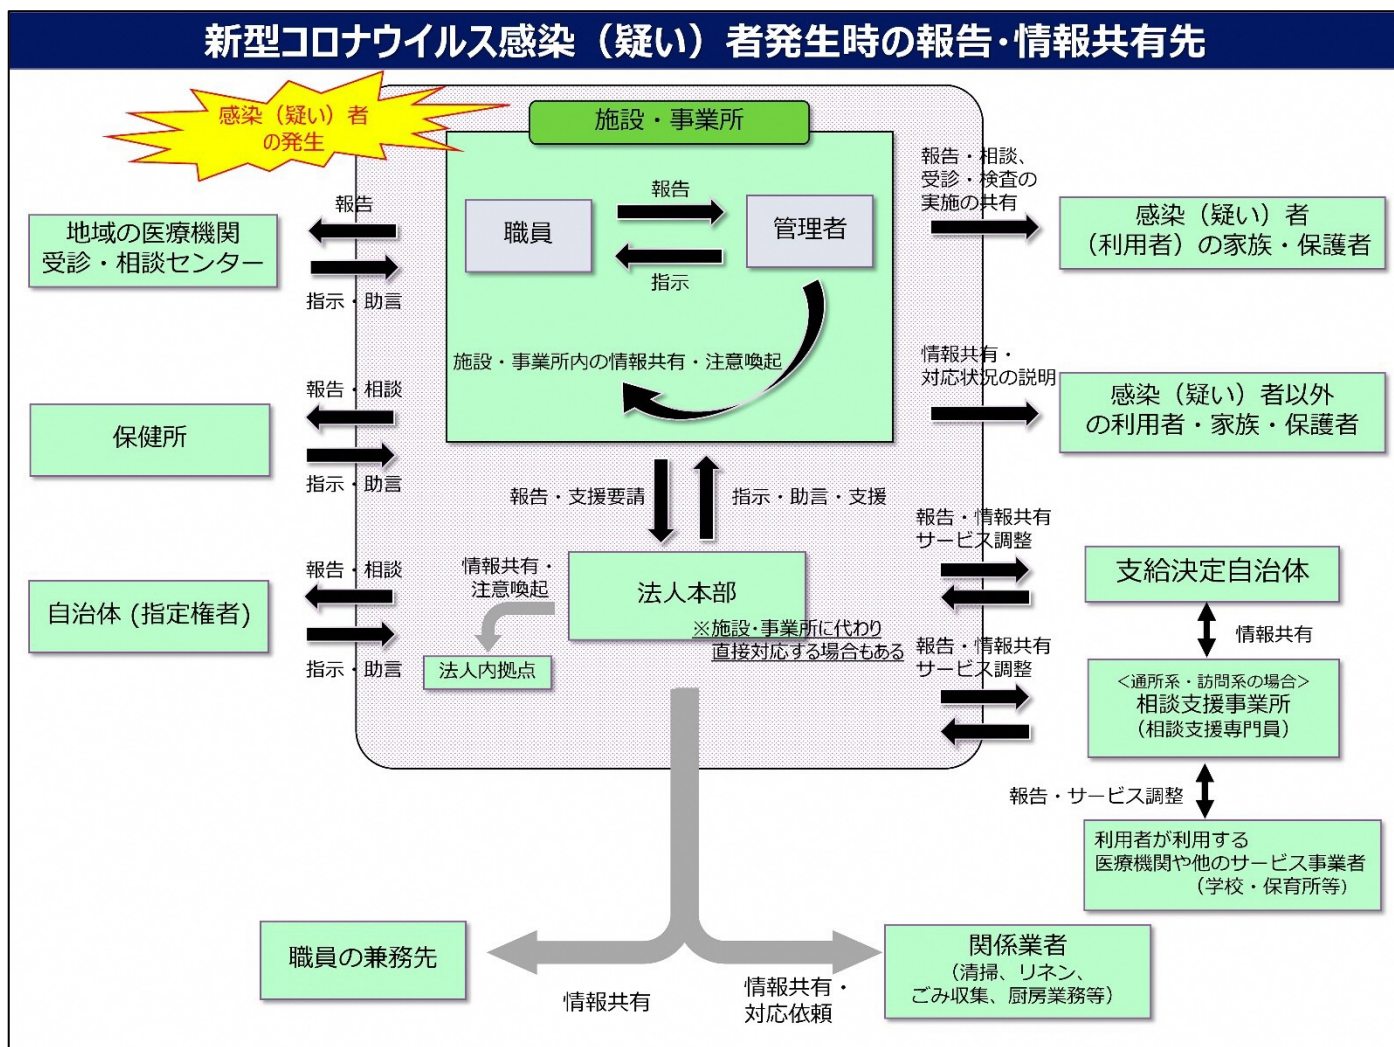 新型コロナウイルス感染（疑い）者発生時の報告･情報共有先
感染（疑い）者
の発生
施設・事業所
職員
報告
指示
管理者
施設・事業所内の情報共有・注意喚起
地域の医療機関
受診・相談センター
報告
指示・助言
保健所
報告・相談
指示・助言
自治体 (指定権者)
報告・相談
指示・助言
報告・支援要請
指示・助言・支援
法人本部
※施設・事業所に代わり
直接対応する場合もある
情報共有・
注意喚起
法人内拠点
報告・相談、
受診・検査の
実施の共有
感染（疑い）者
（利用者）の家族・保護者
情報共有・
対応状況の説明
感染（疑い）者以外
の利用者・家族・保護者
報告・情報共有
サービス調整
支給決定自治体
情報共有
報告・情報共有
サービス調整
＜通所系・訪問系の場合＞
相談支援事業所
（相談支援専門員）
報告・サービス調整
利用者が利用する
医療機関や他のサービス事業者
（学校・保育所等）
職員の兼務先
情報共有
情報共有・
対応依頼
関係業者
（清掃、リネン、
ごみ収集、厨房業務等）